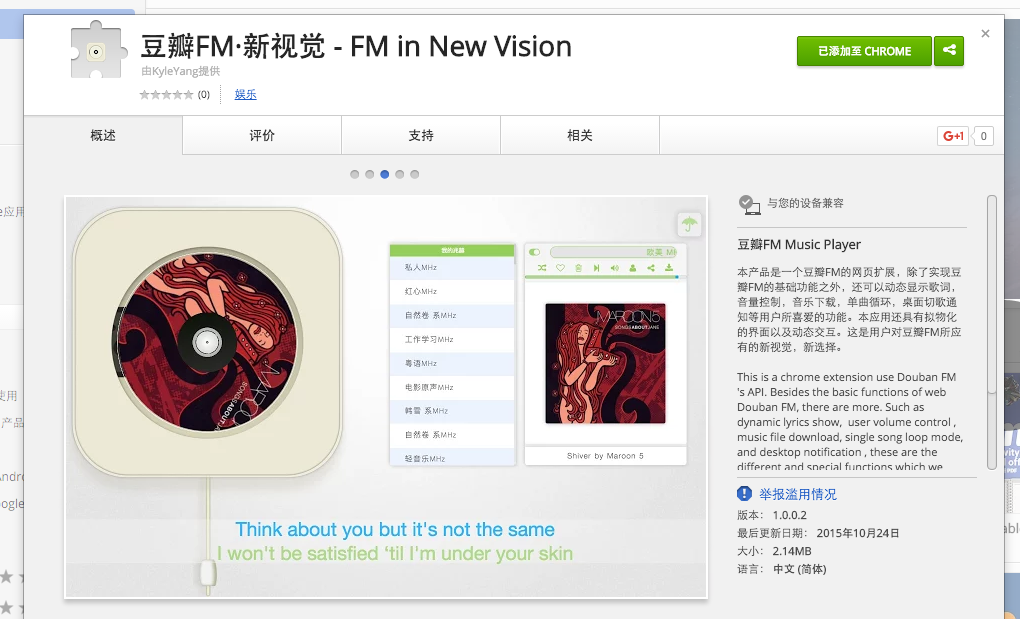 豆瓣FM·新视觉 - FM in New Vision
由KyleYang提供
(0) 娱乐
已添加至 CHROME
概述 评价 支持 相关
G+1 0
我的兆赫
私人MHz
红心MHz
自然卷 系MHz
工作学习MHz
粤语MHz
电影原声MHz
韩雪 系MHz
自然卷 系MHz
轻音乐MHz
欧美 MH
MAROON5
SONGSABOUTJANE
Shiver by Maroon 5
MAROON
SONGSABOUT
Think about you but it's not the same
I won't be satisfied ‘til I'm under your skin
与您的设备兼容
豆瓣FM Music Player
本产品是一个豆瓣FM的网页扩展，除了实现豆
瓣FM的基础功能之外，还可以动态显示歌词，
音量控制，音乐下载，单曲循环，桌面切歌通
知等用户所喜爱的功能。本应用还具有拟物化
的界面以及动态交互。这是用户对豆瓣FM所应
有的新视觉，新选择。
This is a chrome extension use Douban FM
's API. Besides the basic functions of web
Douban FM, there are more. Such as
dynamic lyrics show, user volume control ,
music file download, single song loop mode,
and desktop notification , these are the
different and special functions which we
举报滥用情况
版本： 1.0.0.2
最后更新日期： 2015年10月24日
大小： 2.14MB
语言： 中文 (简体)
e应用
使用
产品
Andro
oogle